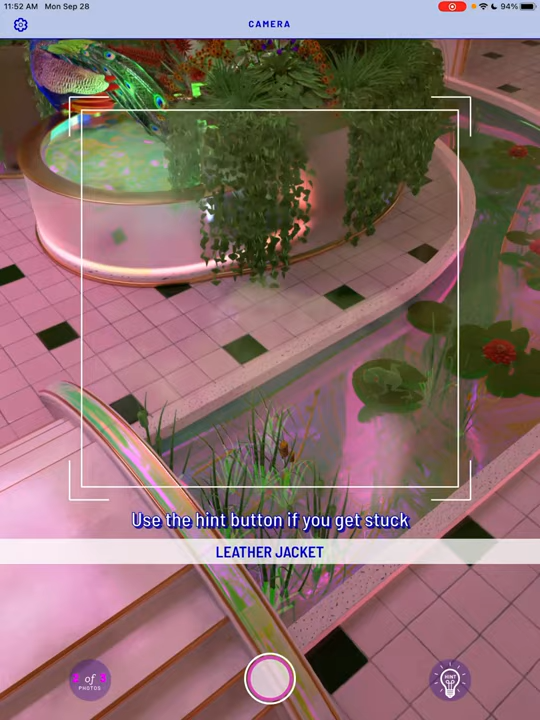 11:52 AM Mon Sep 28
94%
CAMERA
Use the hint button if you get stuck
LEATHER JACKET
of
PHOTOS
HINT